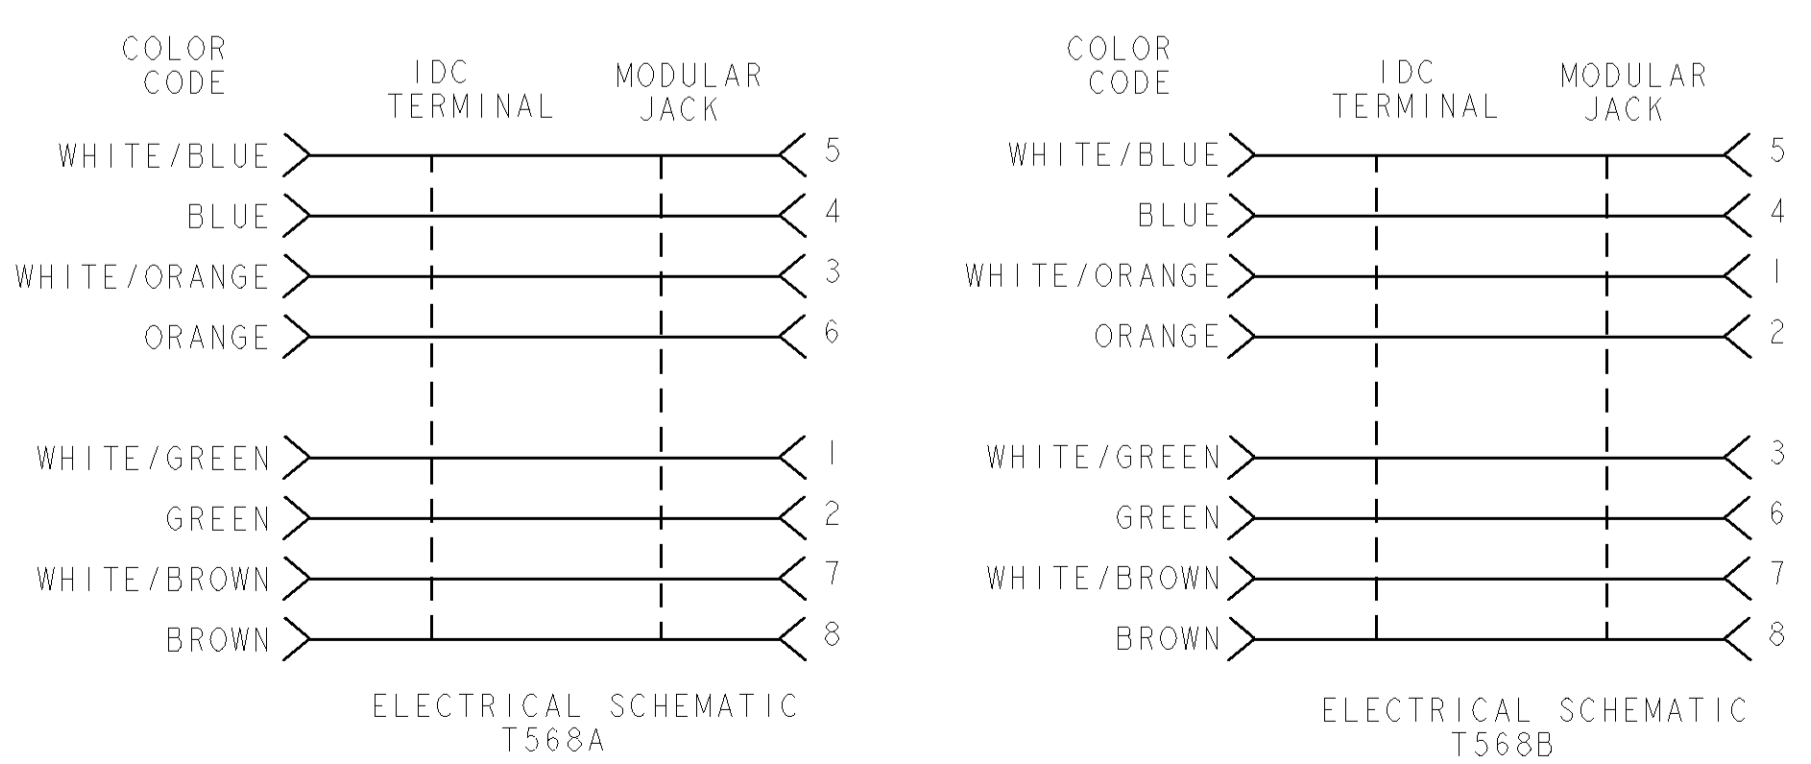 COLOR
CODE
IDC
TERMINAL
MODULAR
JACK
WHITE/BLUE 5
BLUE 4
WHITE/ORANGE 3
ORANGE 6
WHITE/GREEN 1
GREEN 2
WHITE/BROWN 7
BROWN 8
ELECTRICAL SCHEMATIC
T568A
COLOR
CODE
IDC
TERMINAL
MODULAR
JACK
WHITE/BLUE 5
BLUE 4
WHITE/ORANGE 1
ORANGE 2
WHITE/GREEN 3
GREEN 6
WHITE/BROWN 7
BROWN 8
ELECTRICAL SCHEMATIC
T568B